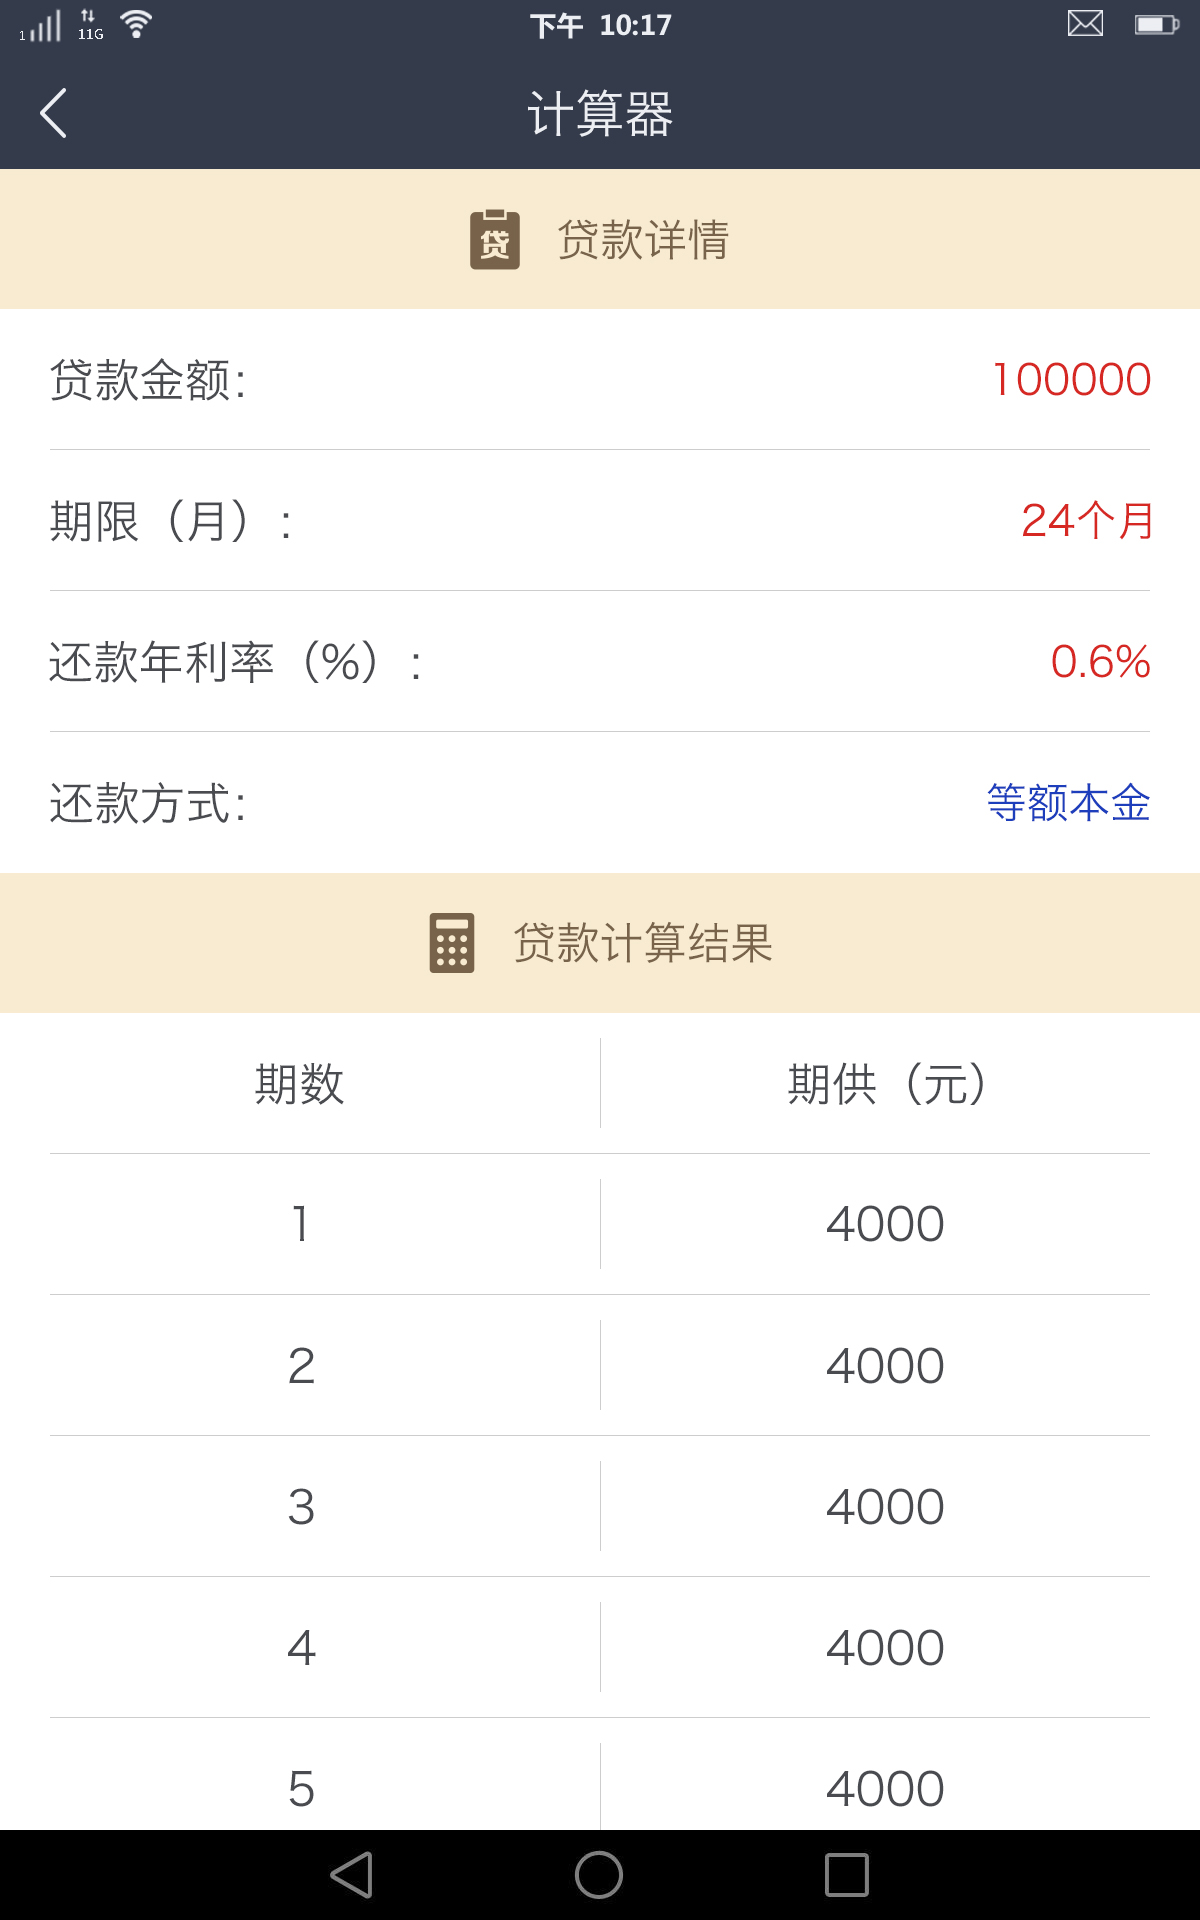 1 11G 下午 10:17
计算器
贷 贷款详情
贷款金额: 100000
期限（月）: 24个月
还款年利率（%）: 0.6%
还款方式: 等额本金
贷款计算结果
期数 期供（元）
1 4000
2 4000
3 4000
4 4000
5 4000